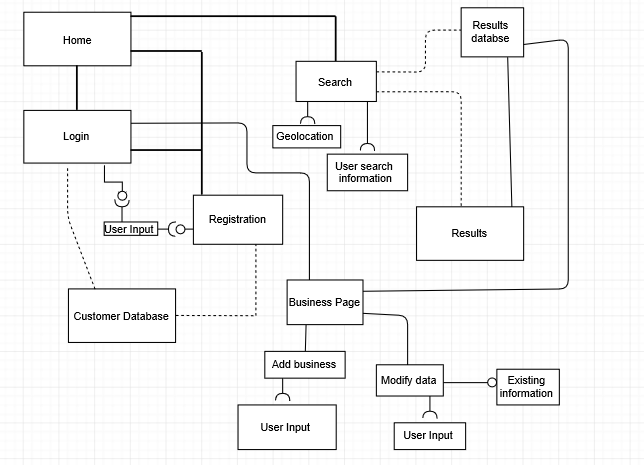 Home
Results
databse
Search
Login
Geolocation
User search
information
User Input
Registration
Results
Customer Database
Business Page
Add business
Modify data
Existing
information
User Input
User Input